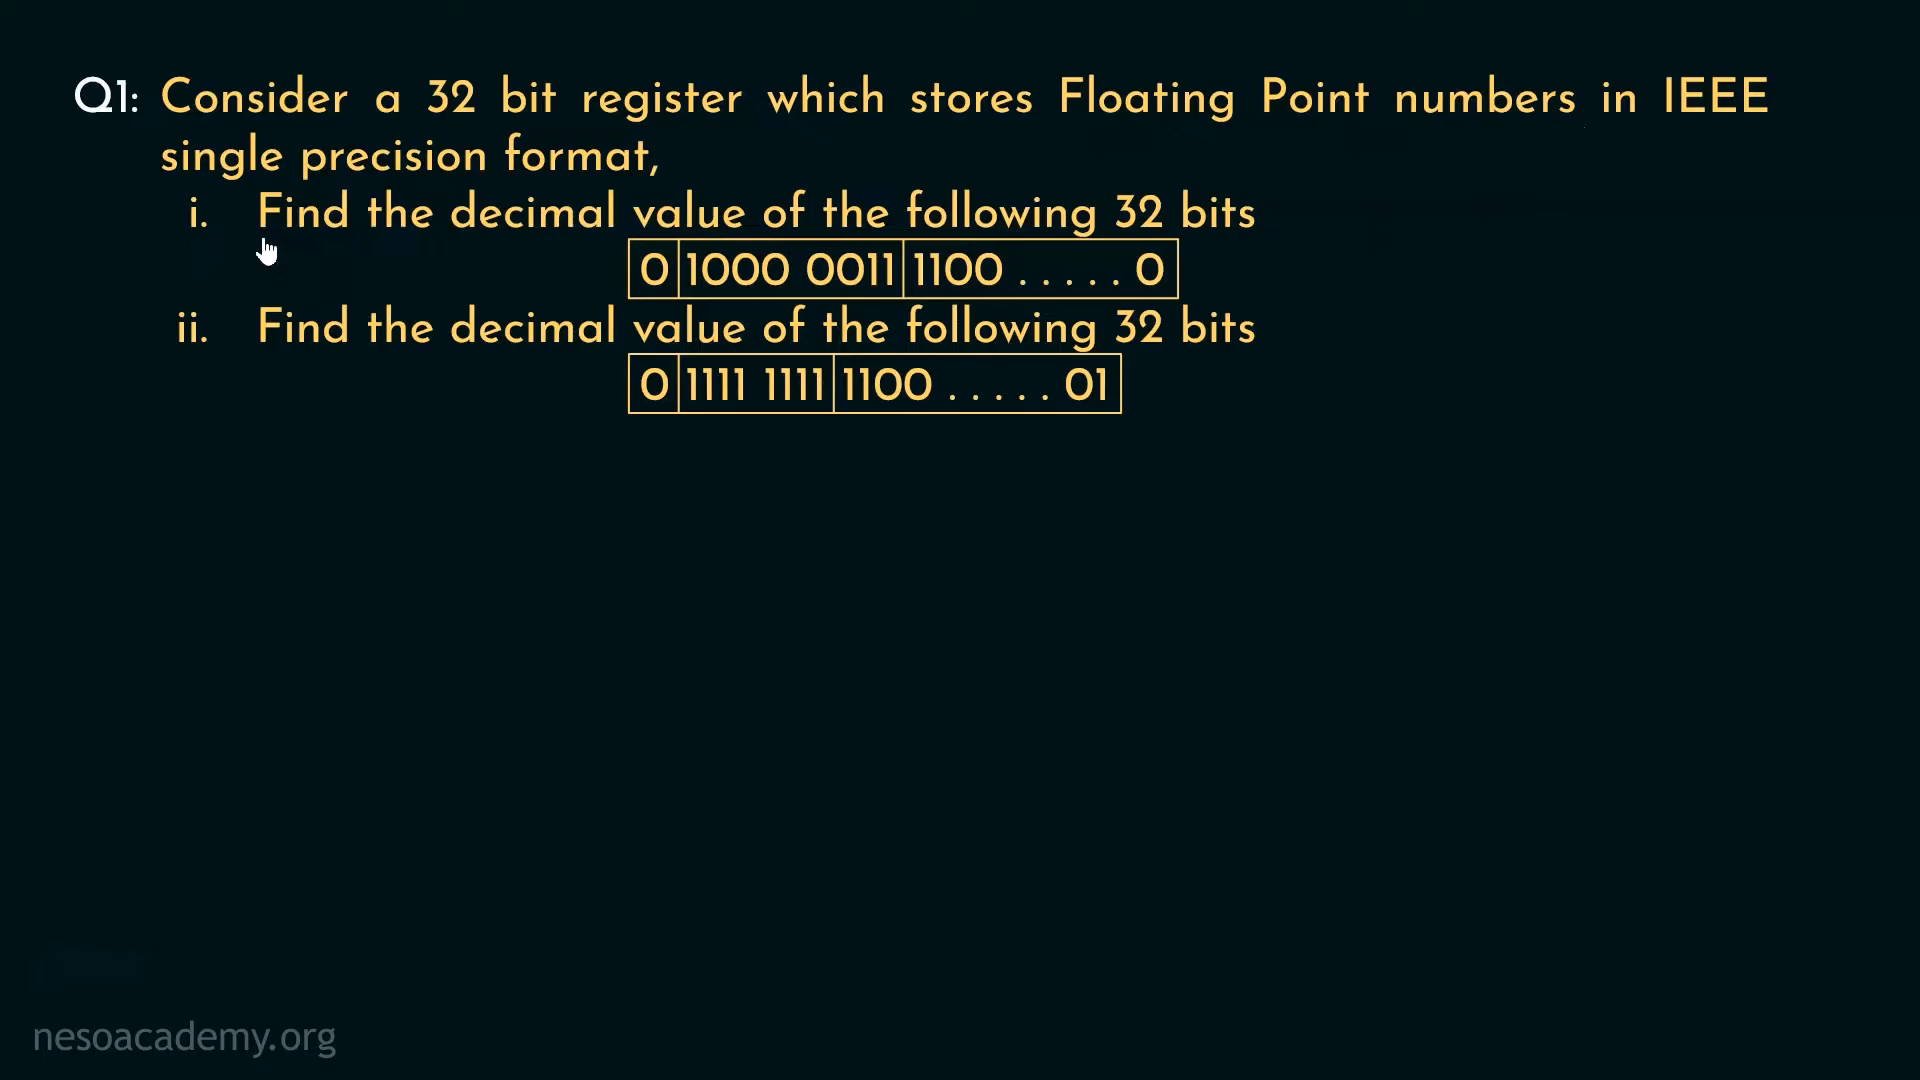 Q1: Consider a 32 bit register which stores Floating Point numbers in IEEE
single precision format,
i. Find the decimal value of the following 32 bits
0 1000 0011 1100 . . . . . 0
ii. Find the decimal value of the following 32 bits
0 1111 1111 1100 . . . . . 01
nesoacademy.org